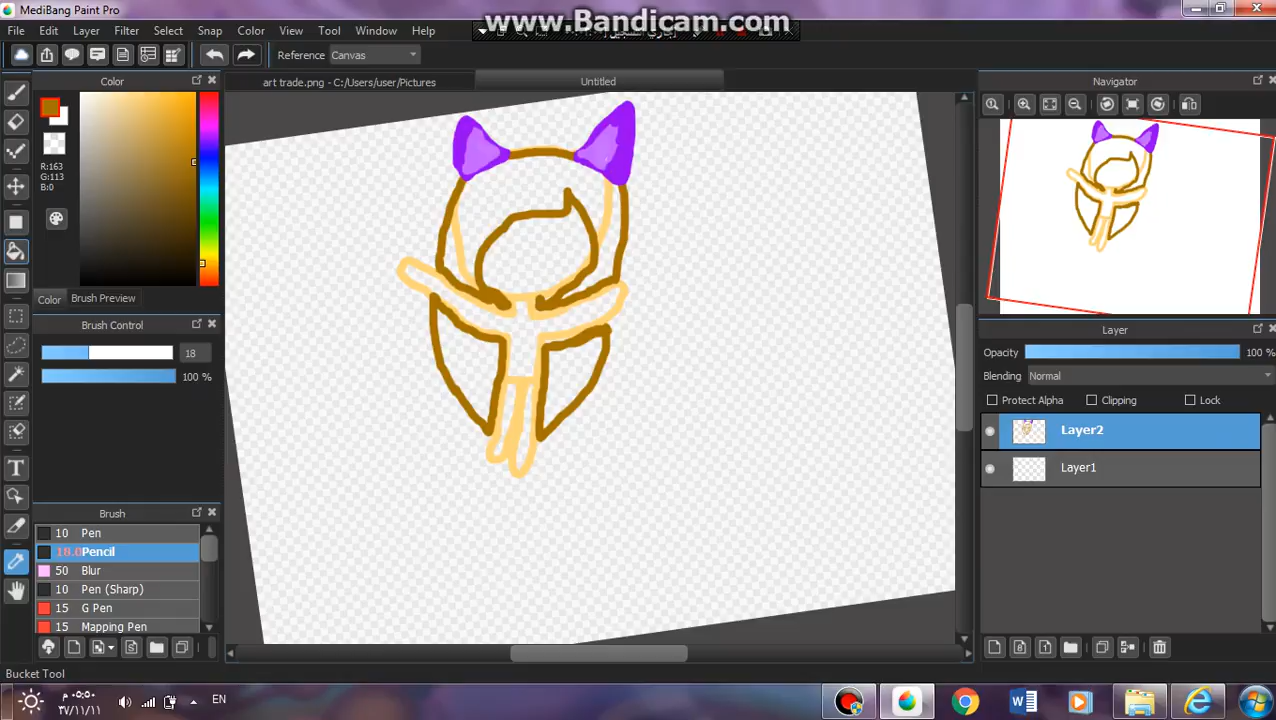 MediBang Paint Pro
www.Bandicam.com
File Edit Layer Filter Select Snap Color View Tool Window Help
جاري التسجيل
Reference Canvas
Color
art trade.png - C:/Users/user/Pictures
Untitled
Navigator
R:163
G:113
B:0
Color Brush Preview
Brush Control
18
100 %
Layer
Opacity 100 %
Blending Normal
Protect Alpha Clipping Lock
Layer2
Layer1
Brush
10 Pen
18.0 Pencil
50 Blur
10 Pen (Sharp)
15 G Pen
15 Mapping Pen
Bucket Tool
EN